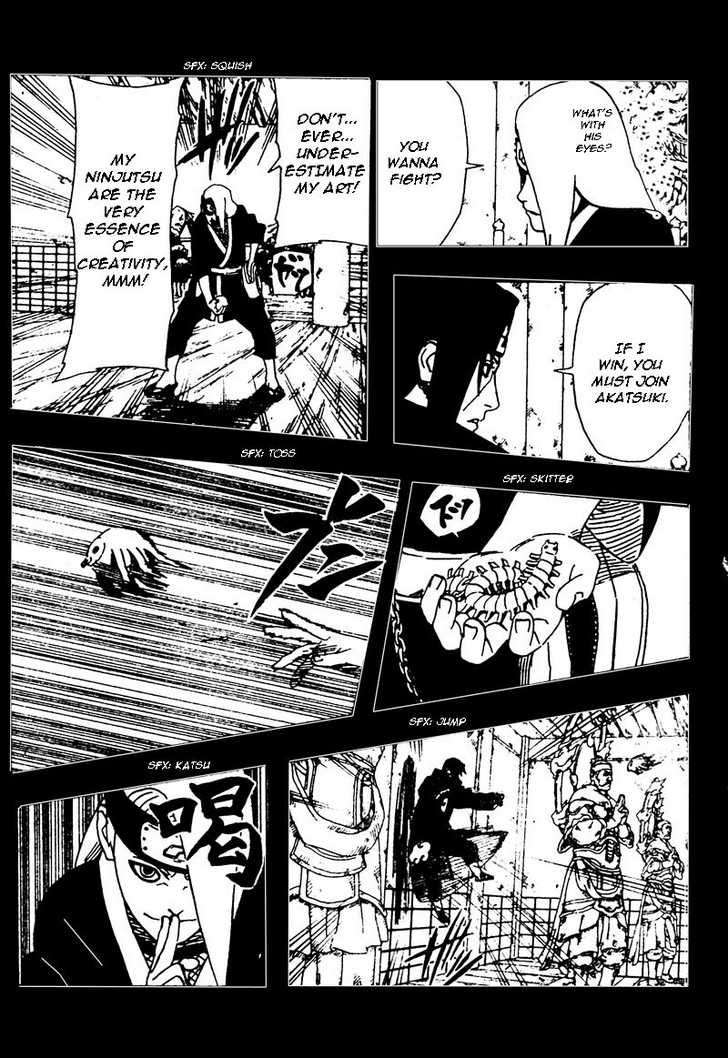 WHAT'S
WITH
HIS
EYES?
YOU
WANNA
FIGHT?
SFX: SQUISH
DON'T...
EVER...
UNDER-
ESTIMATE
MY ART!
MY
NINJUTSU
ARE THE
VERY
ESSENCE
OF
CREATIVITY,
MMM!
IF I
WIN, YOU
MUST JOIN
AKATSUKI.
SFX: SKITTER
SFX: TOSS
ブン
SFX: JUMP
SFX: KATSU
喝